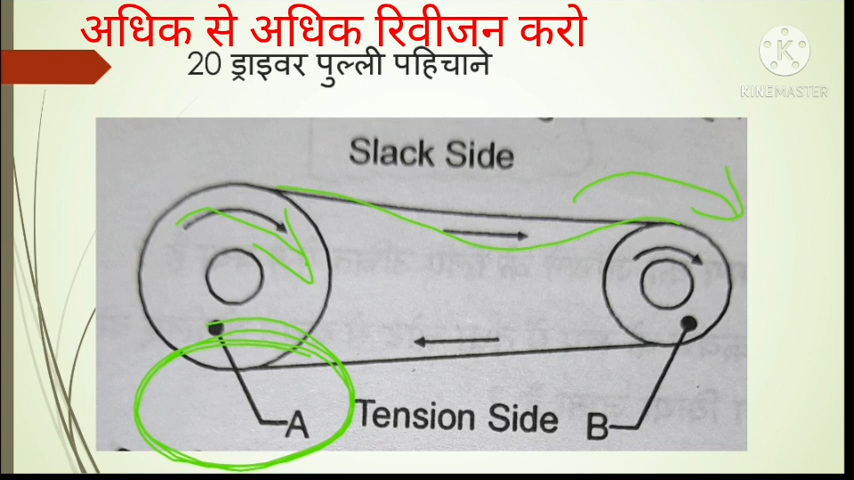 अधिक से अधिक रिवीजन करो
20 ड्राइवर पुल्ली पहिचाने
KINEMASTER
Slack Side
A
Tension Side
B